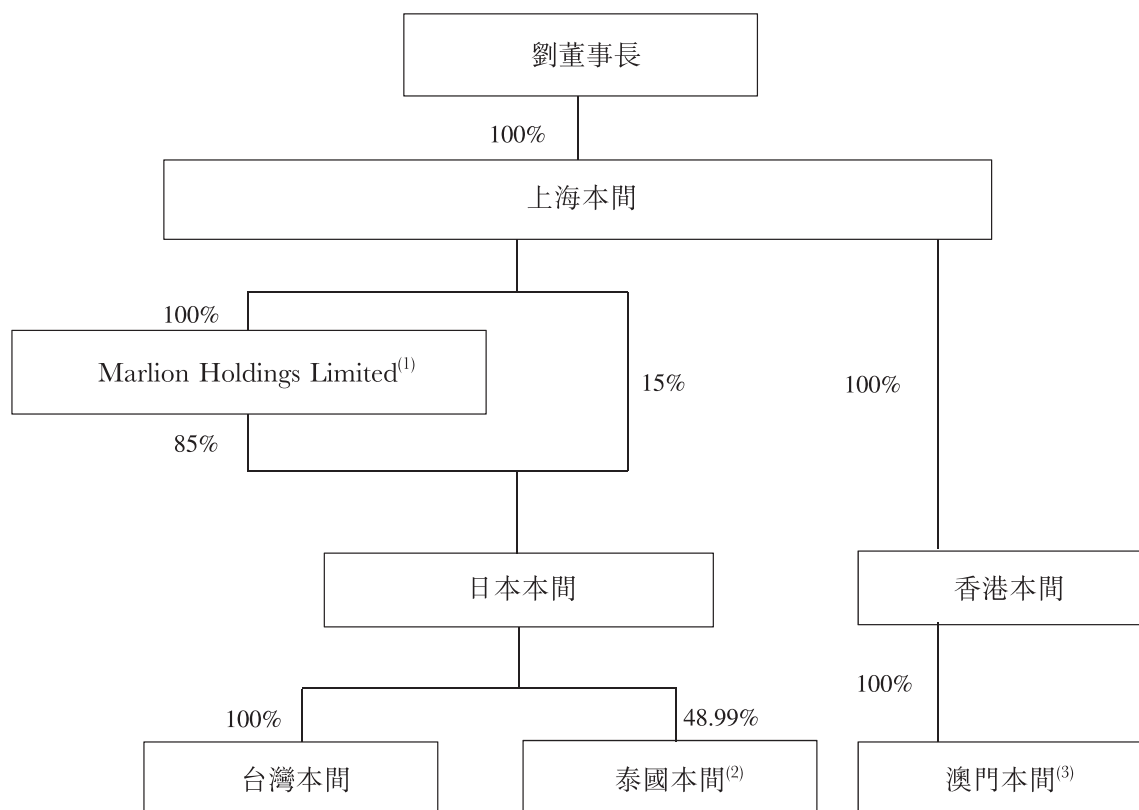 劉董事長
100%
上海本間
100%
Marlion Holdings Limited(1)
15%
100%
85%
日本本間
香港本間
100%
48.99%
100%
台灣本間
泰國本間(2)
澳門本間(3)